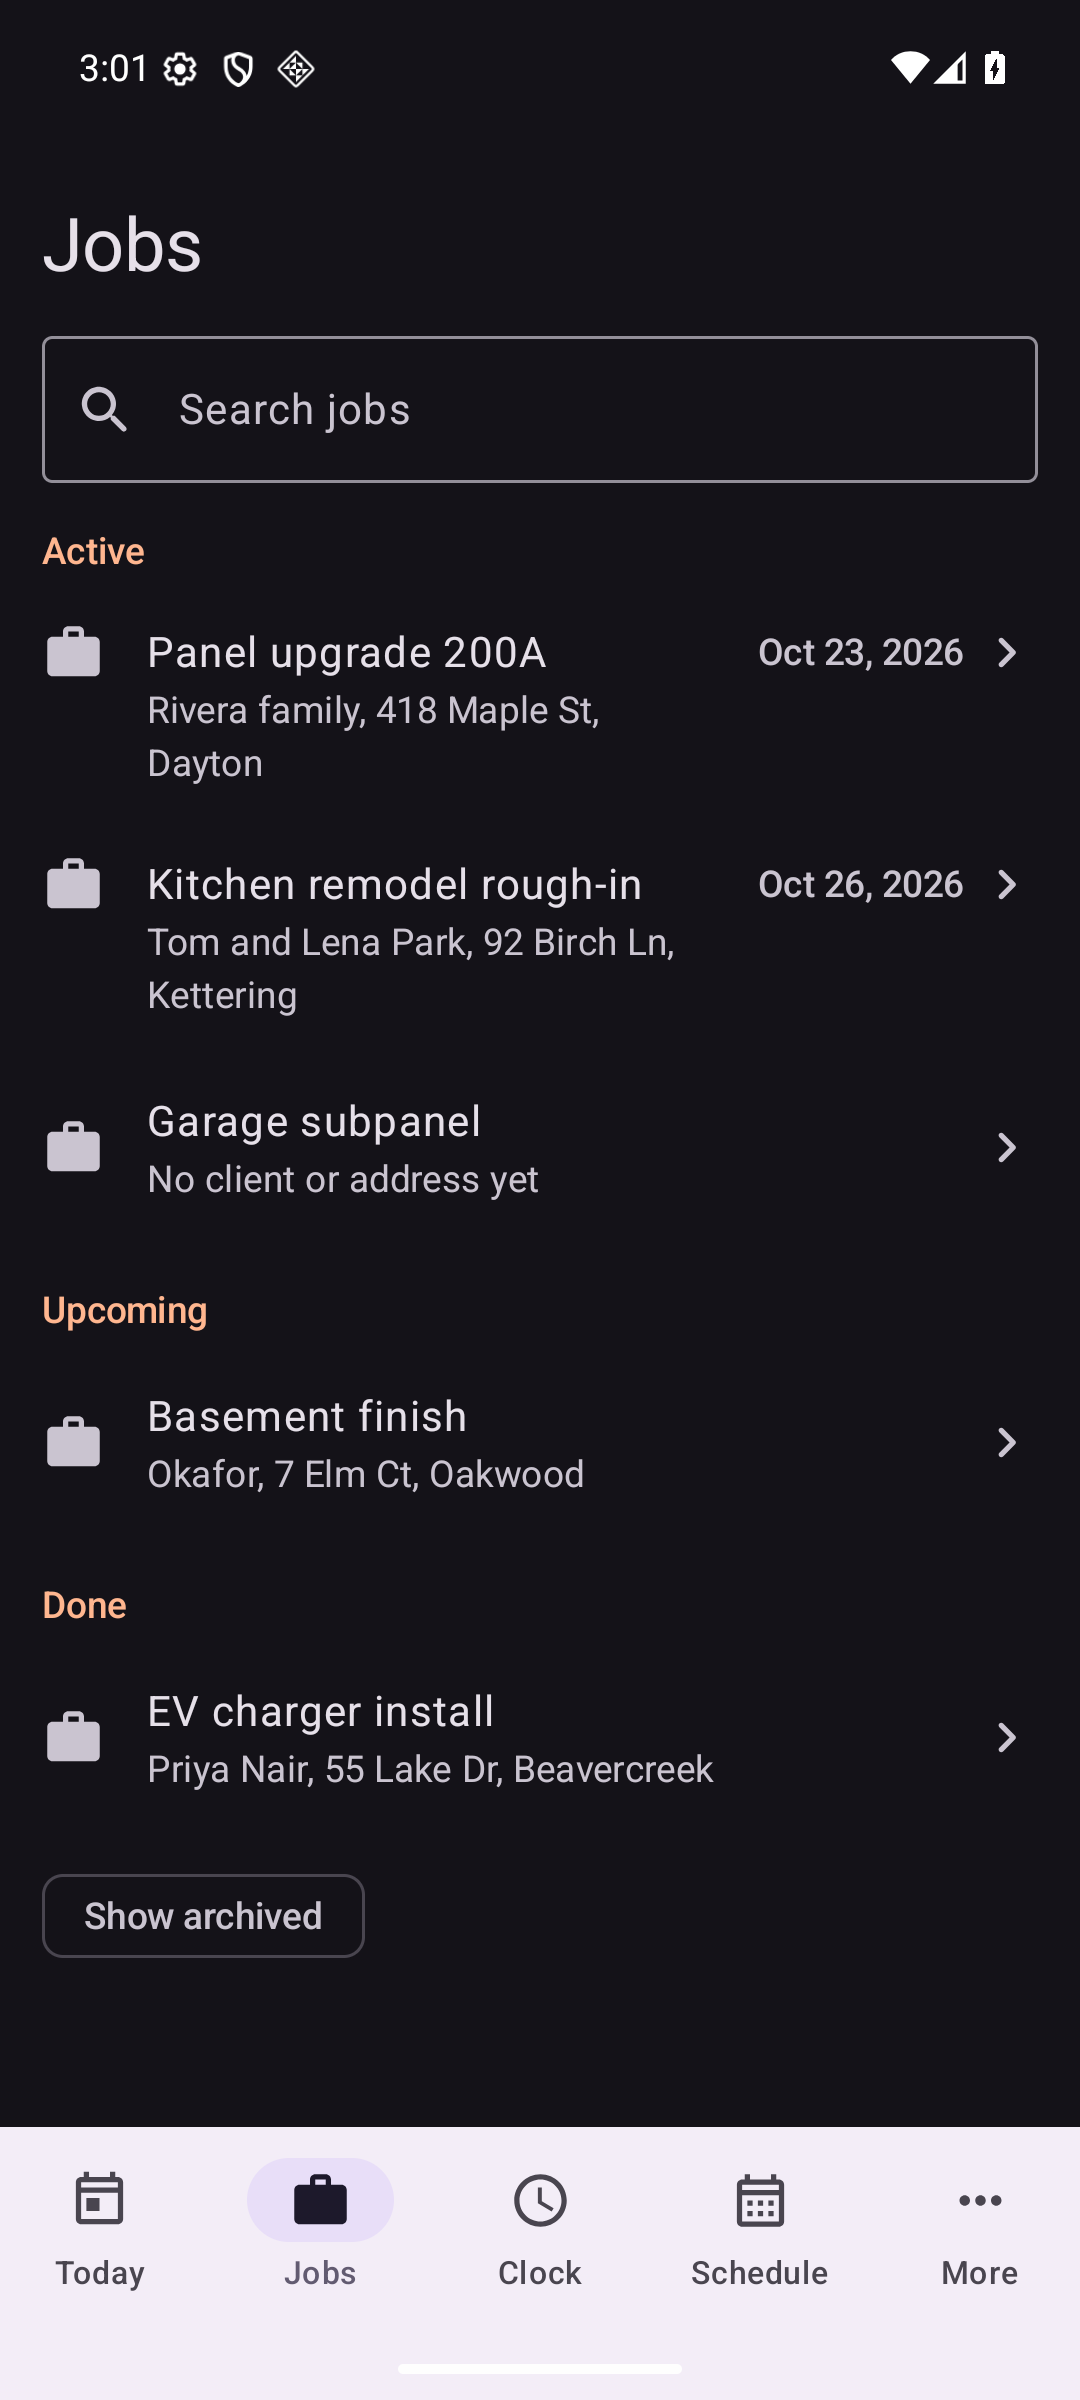 3:01
Jobs
Search jobs
Active
Panel upgrade 200A
Oct 23, 2026
Rivera family, 418 Maple St,
Dayton
Kitchen remodel rough-in
Oct 26, 2026
Tom and Lena Park, 92 Birch Ln,
Kettering
Garage subpanel
No client or address yet
Upcoming
Basement finish
Okafor, 7 Elm Ct, Oakwood
Done
EV charger install
Priya Nair, 55 Lake Dr, Beavercreek
Show archived
Today
Jobs
Clock
Schedule
More